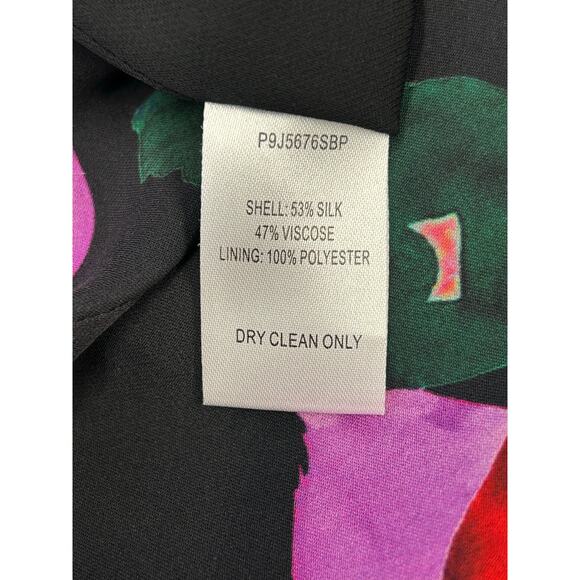 P9J5676SBP
SHELL: 53% SILK
47% VISCOSE
LINING: 100% POLYESTER
DRY CLEAN ONLY